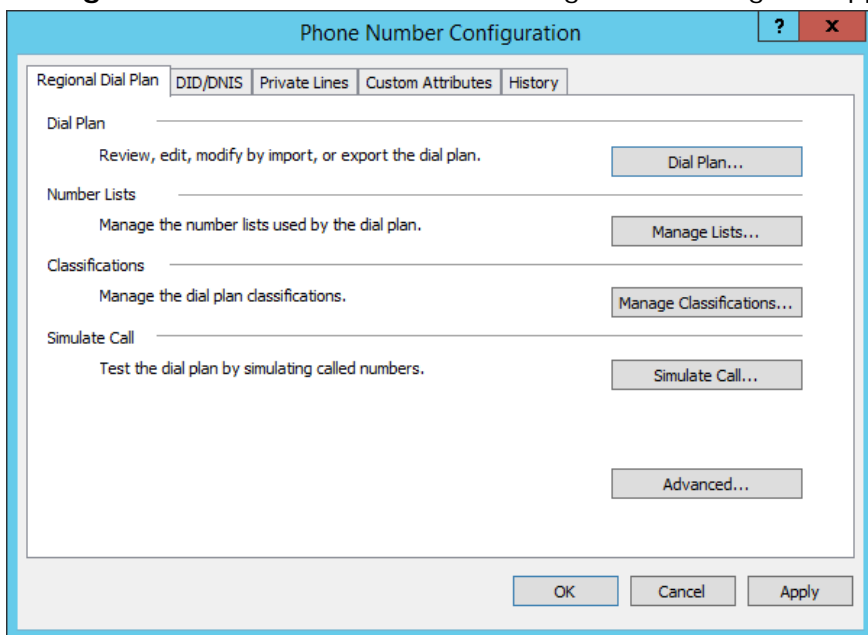 Phone Number Configuration
? x
Regional Dial Plan DID/DNIS Private Lines Custom Attributes History
Dial Plan
Review, edit, modify by import, or export the dial plan. Dial Plan...
Number Lists
Manage the number lists used by the dial plan. Manage Lists...
Classifications
Manage the dial plan classifications. Manage Classifications...
Simulate Call
Test the dial plan by simulating called numbers. Simulate Call...
Advanced...
OK Cancel Apply